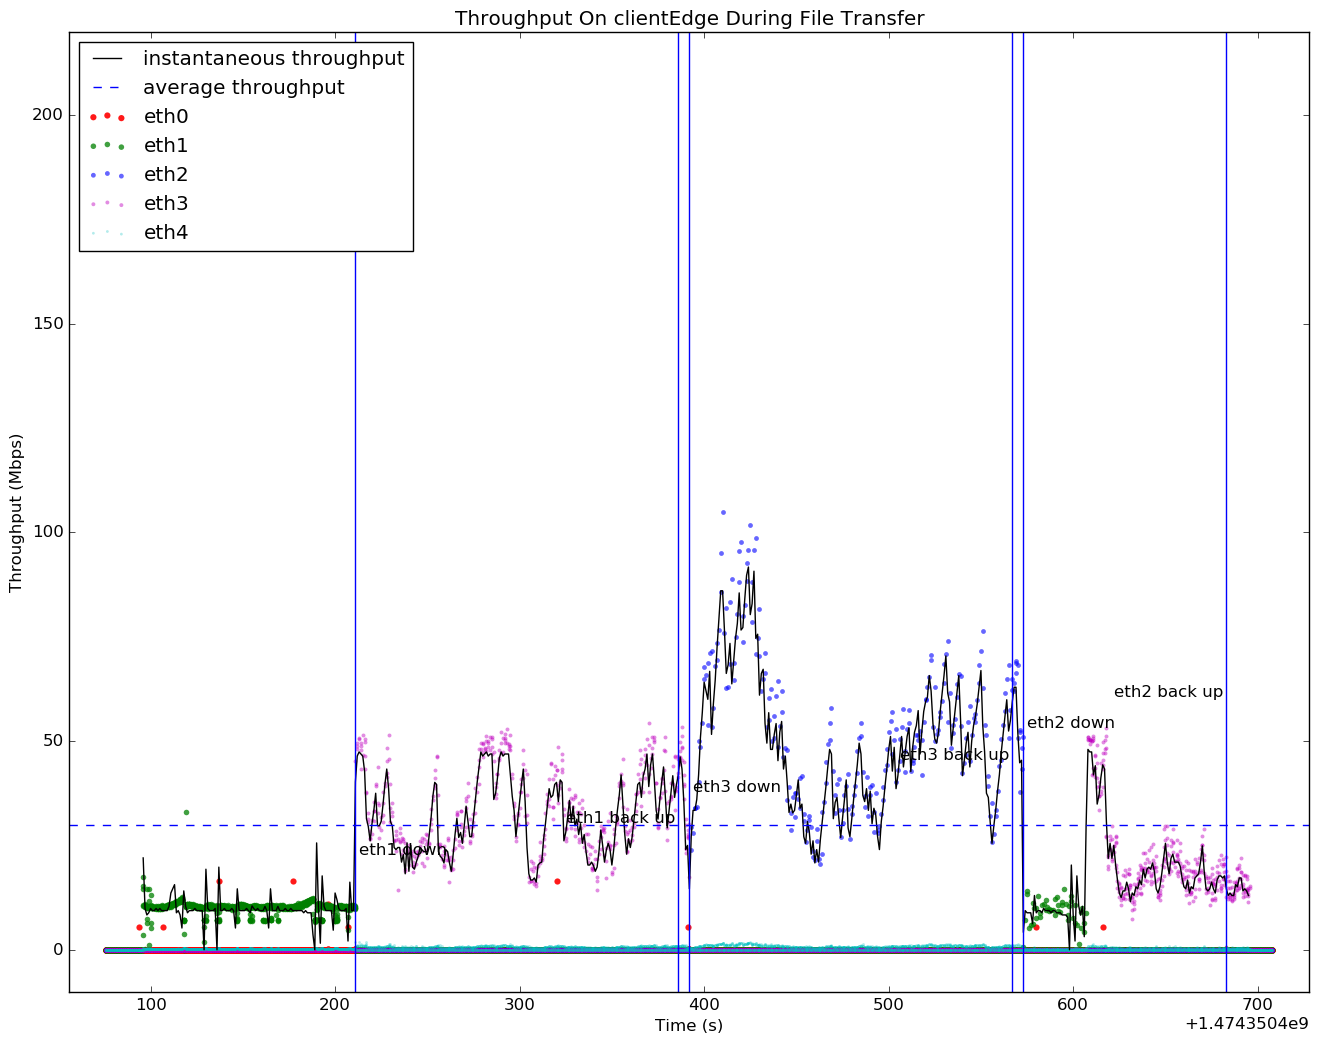 Throughput On clientEdge During File Transfer
instantaneous throughput
average throughput
eth0
eth1
eth2
eth3
eth4
200
150
100
50
0
Throughput (Mbps)
eth1 down
eth1 back up
eth3 down
eth3 back up
eth2 down
eth2 back up
100
200
300
400
500
600
700
Time (s)
+1.4743504e9